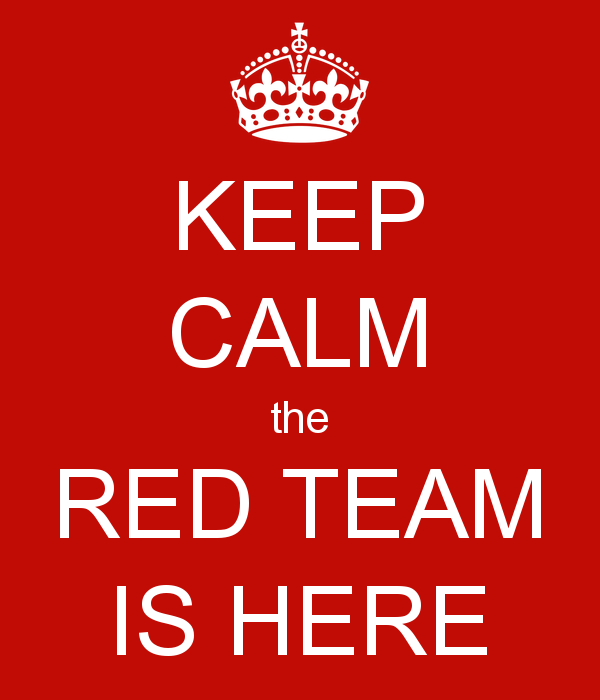 KEEP
CALM
the
RED TEAM
IS HERE